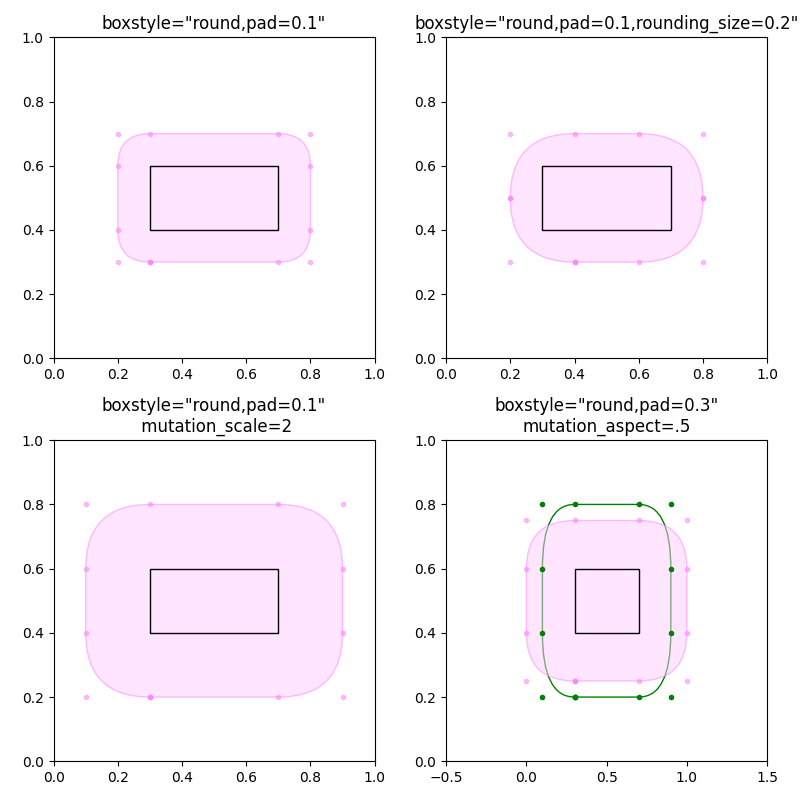 boxstyle="round,pad=0.1"
1.0
0.8
0.6
0.4
0.2
0.0
0.0 0.2 0.4 0.6 0.8 1.0
boxstyle="round,pad=0.1,rounding_size=0.2"
1.0
0.8
0.6
0.4
0.2
0.0
0.0 0.2 0.4 0.6 0.8 1.0
boxstyle="round,pad=0.1"
mutation_scale=2
1.0
0.8
0.6
0.4
0.2
0.0
0.0 0.2 0.4 0.6 0.8 1.0
boxstyle="round,pad=0.3"
mutation_aspect=.5
1.0
0.8
0.6
0.4
0.2
0.0
−0.5 0.0 0.5 1.0 1.5